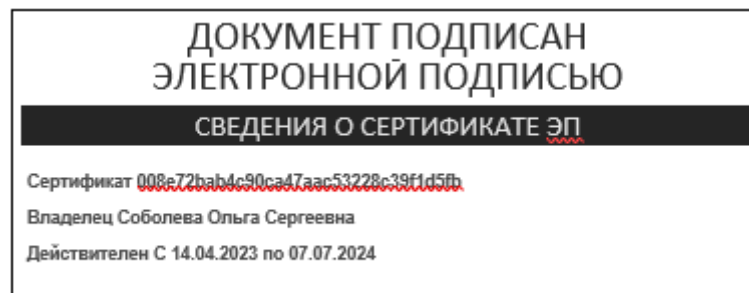 ДОКУМЕНТ ПОДПИСАН
ЭЛЕКТРОННОЙ ПОДПИСЬЮ
СВЕДЕНИЯ О СЕРТИФИКАТЕ ЭП
Сертификат 008e72bab4c90ca47aac53228c39f1d5fb
Владелец Соболева Ольга Сергеевна
Действителен С 14.04.2023 по 07.07.2024